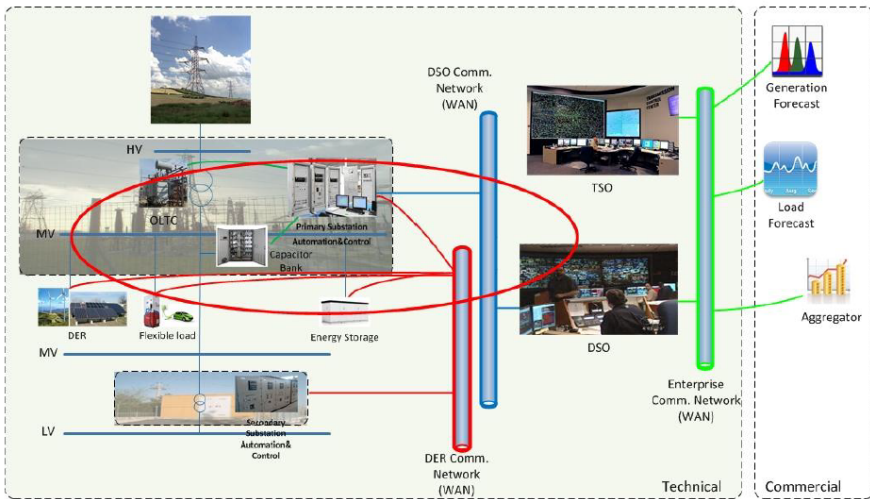 DSO Comm.
Network
(WAN)
Generation
Forecast
HV
TSO
OLTC
Load
Forecast
Primary Substation
MV
Automation&Control
Capacitor
Bank
DER
Flexible load
Energy Storage
DSO
Aggregator
MV
Enterprise
Comm. Network
(WAN)
Secondary
Substation
Automation&
Control
LV
DER Comm.
Network
(WAN)
Technical
Commercial